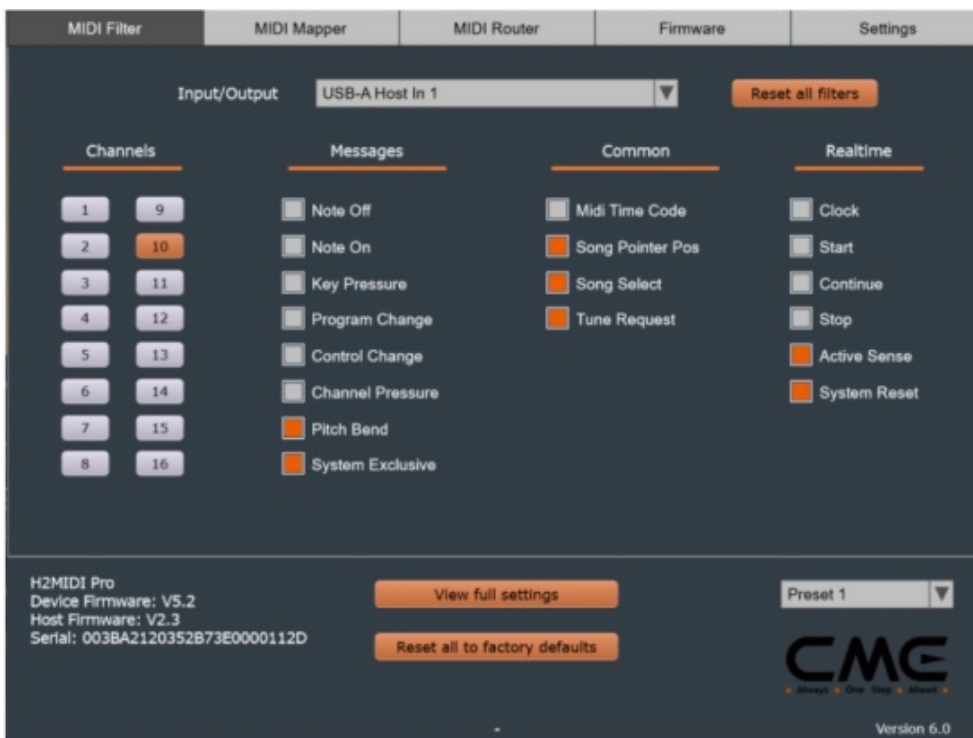 MIDI Filter
MIDI Mapper
MIDI Router
Firmware
Settings
Input/Output
USB-A Host In 1
Reset all filters
Channels
Messages
Common
Realtime
1
9
2
10
3
11
4
12
5
13
6
14
7
15
8
16
Note Off
Note On
Key Pressure
Program Change
Control Change
Channel Pressure
Pitch Bend
System Exclusive
Midi Time Code
Song Pointer Pos
Song Select
Tune Request
Clock
Start
Continue
Stop
Active Sense
System Reset
H2MIDI Pro
Device Firmware: V5.2
Host Firmware: V2.3
Serial: 003BA2120352B73E0000112D
View full settings
Reset all to factory defaults
Preset 1
CME
Always One Step Ahead
Version 6.0
-